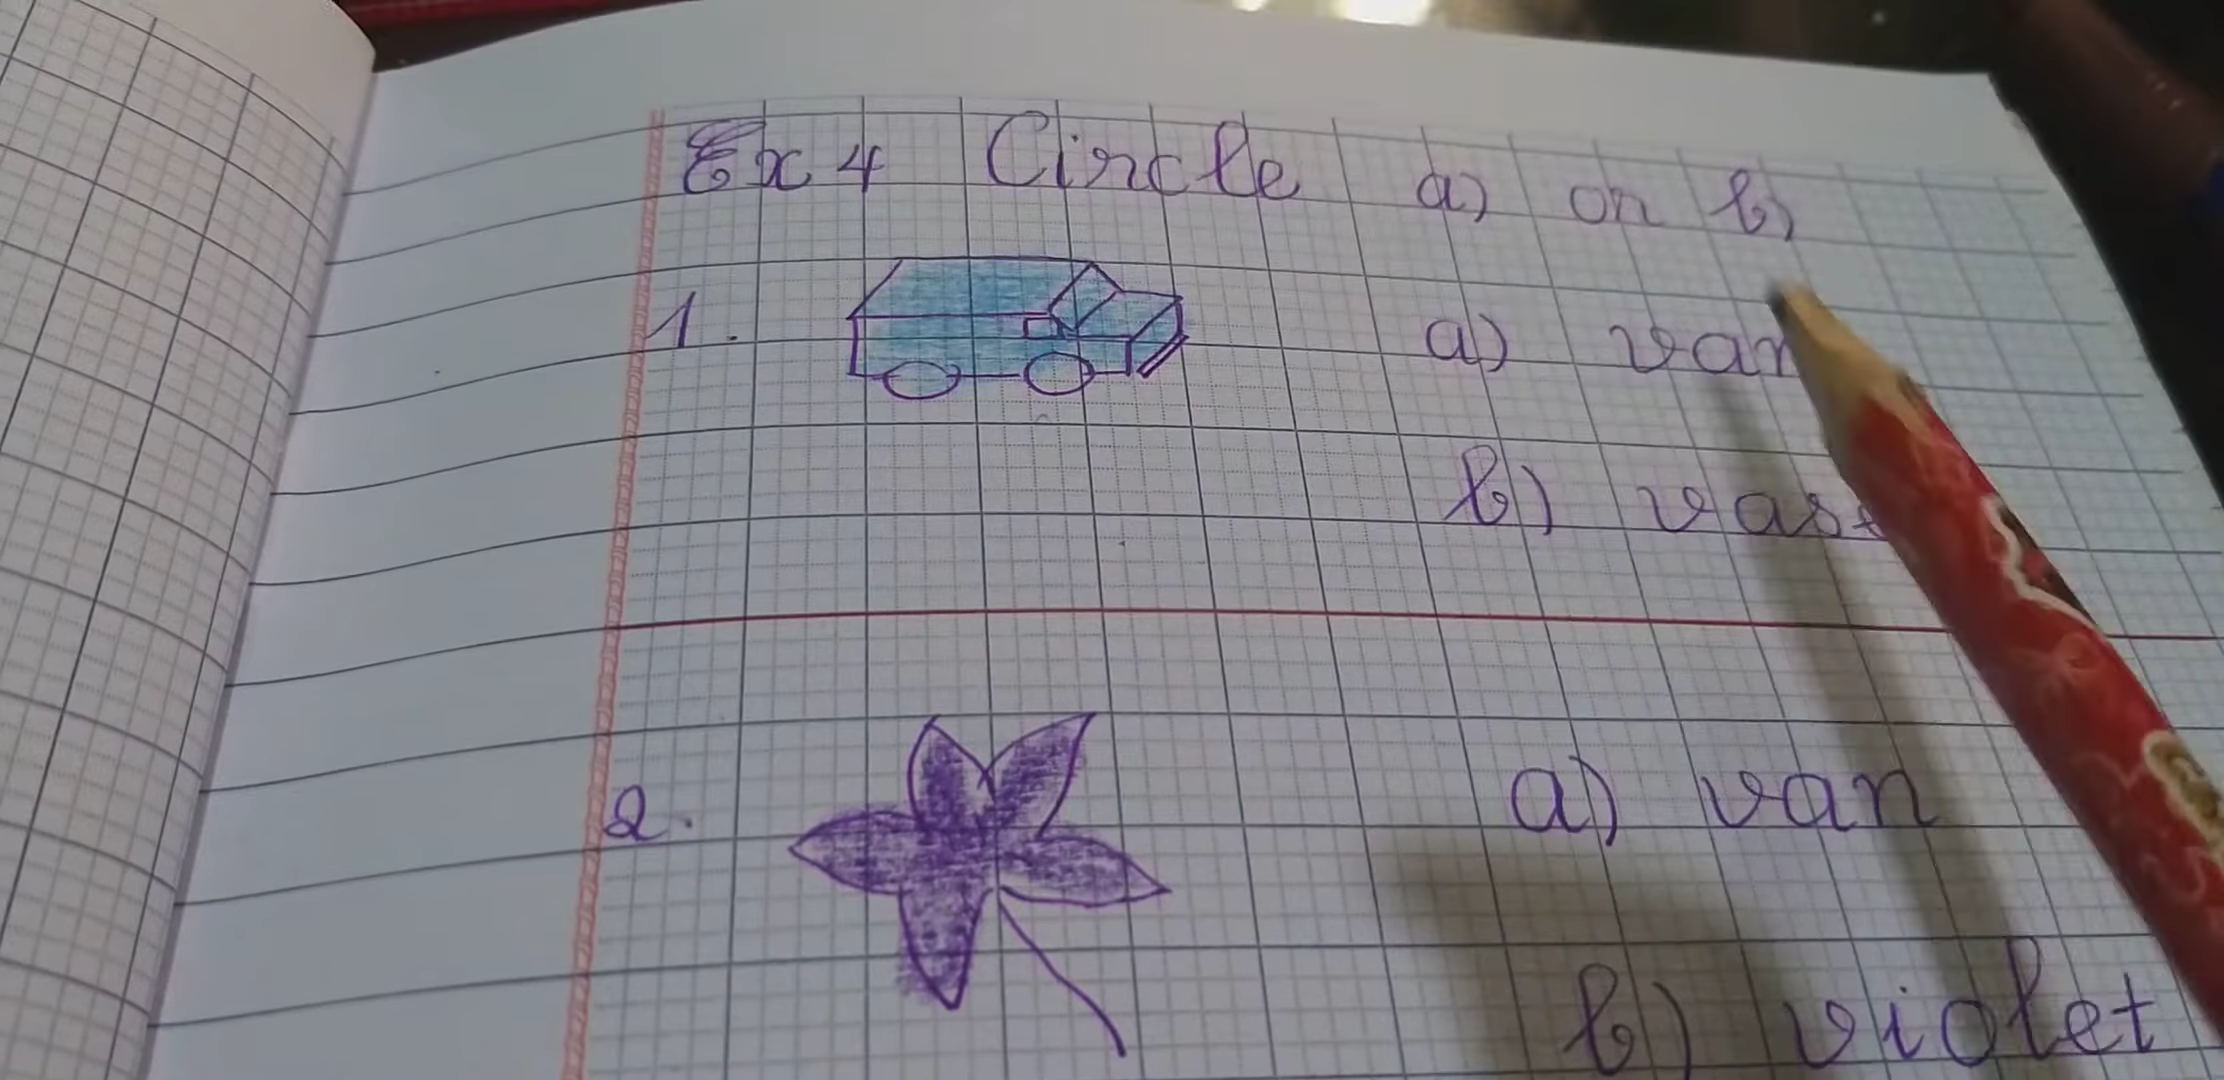 Ex 4 Circle a) or b)
1. a) van
b) vase
2. a) van
b) violet